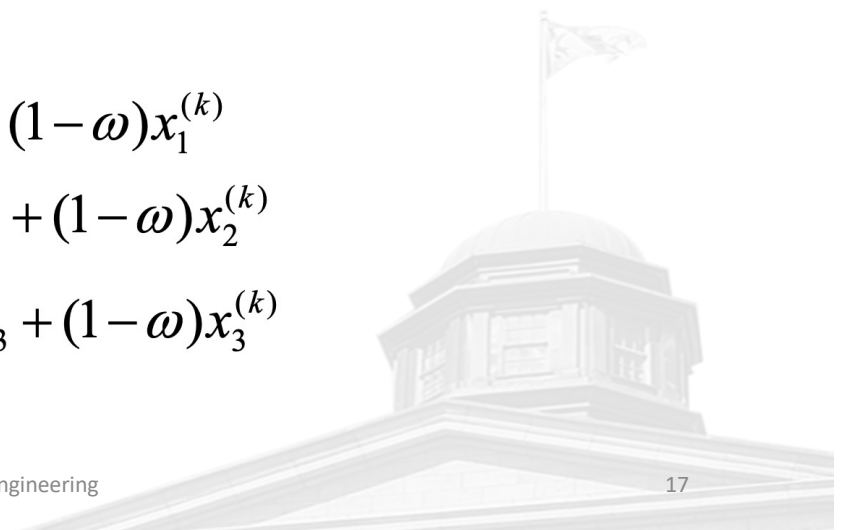 (1−ω)x₁⁽ᵏ⁾
+(1−ω)x₂⁽ᵏ⁾
₃ +(1−ω)x₃⁽ᵏ⁾
ngineering
17